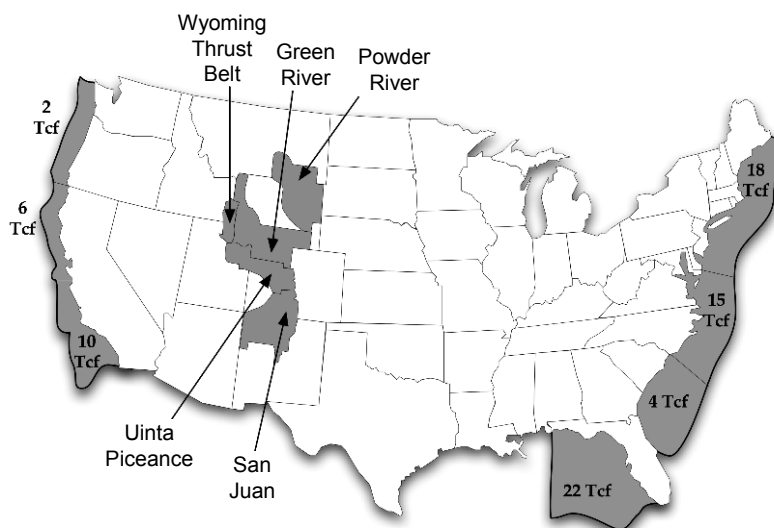 Wyoming
Thrust
Belt
Green
River
Powder
River
2
Tcf
6
Tcf
10
Tcf
18
Tcf
15
Tcf
4 Tcf
22 Tcf
Uinta
Piceance
San
Juan